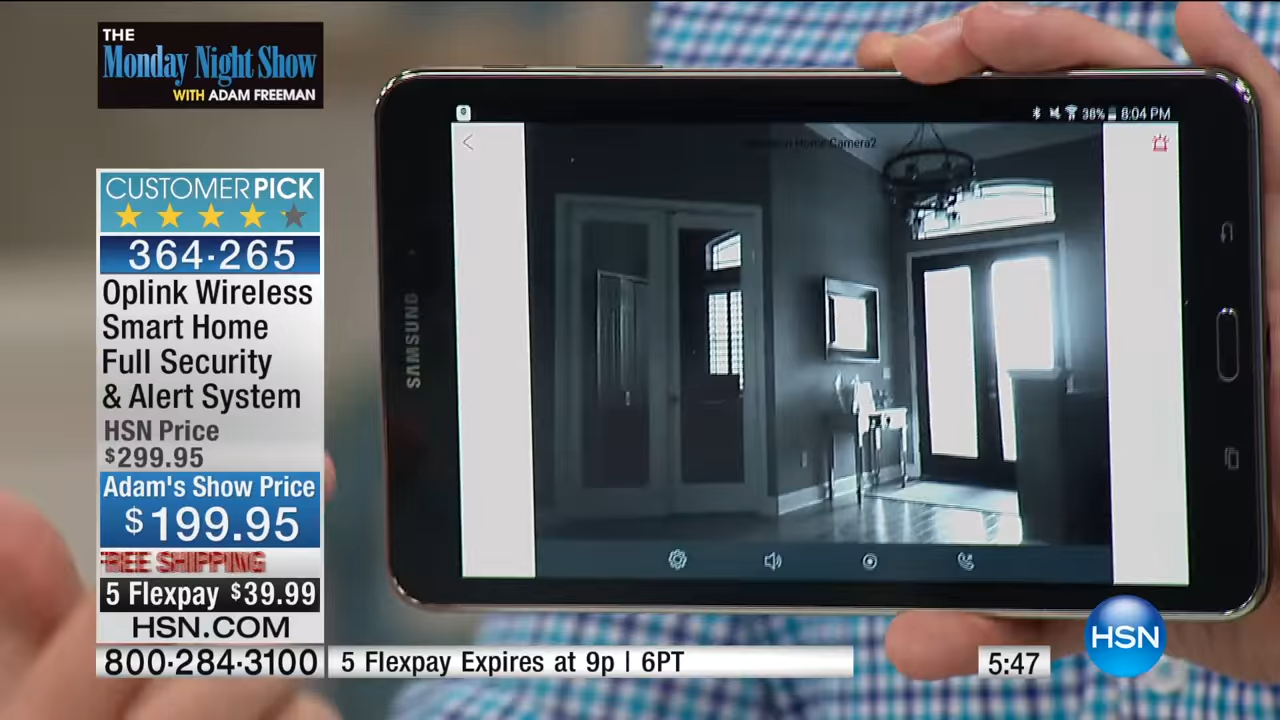 THE
Monday Night Show
WITH ADAM FREEMAN
CUSTOMER PICK
364-265
Oplink Wireless
Smart Home
Full Security
& Alert System
HSN Price
$299.95
Adam's Show Price
$199.95
FREE SHIPPING
5 Flexpay $39.99
HSN.COM
800-284-3100
5 Flexpay Expires at 9p | 6PT
5:47
HSN
SAMSUNG
38% 8:04 PM
Home Camera2